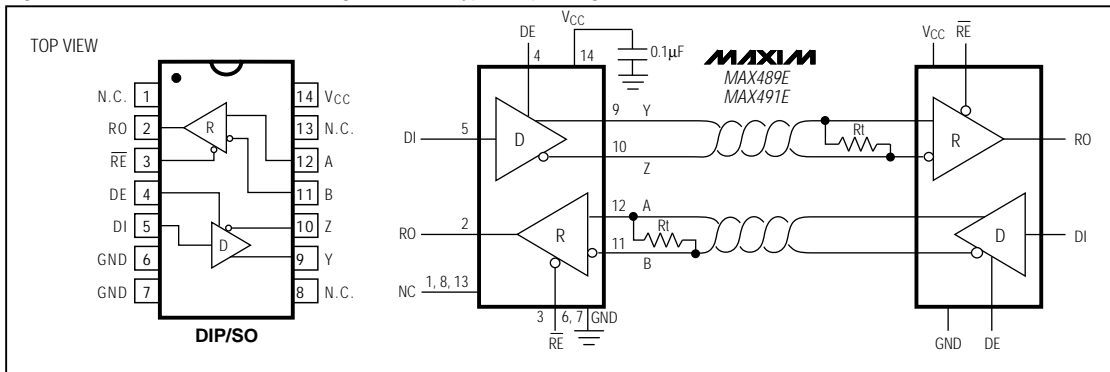 TOP VIEW
N.C. 1
RO 2
RE 3
DE 4
DI 5
GND 6
GND 7
14 VCC
13 N.C.
12 A
11 B
10 Z
9 Y
8 N.C.
R
D
DIP/SO
DE
4
VCC
14
0.1µF
MAXIM
MAX489E
MAX491E
DI 5
D
9 Y
10
Z
Rt
VCC
RE
R
RO
RO 2
R
12 A
11
B
Rt
D
DI
NC 1, 8, 13
3
RE
6, 7 GND
GND
DE